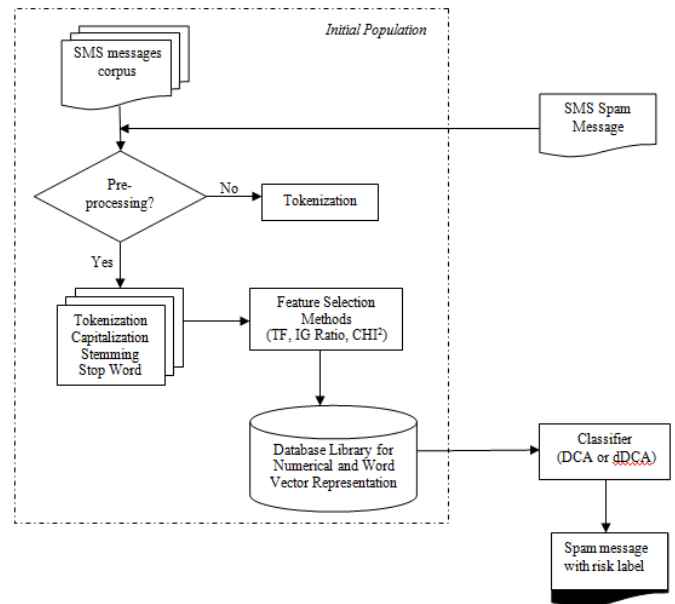 Initial Population
SMS messages
corpus
SMS Spam
Message
Pre-
processing?
No
Tokenization
Yes
Tokenization
Capitalization
Stemming
Stop Word
Feature Selection
Methods
(TF, IG Ratio, CHI²)
Database Library for
Numerical and Word
Vector Representation
Classifier
(DCA or dDCA)
Spam message
with risk label